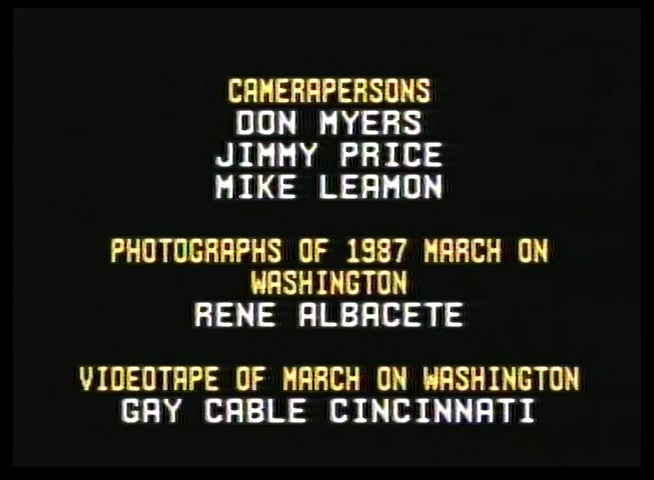 CAMERAPERSONS
DON MYERS
JIMMY PRICE
MIKE LEAMON
PHOTOGRAPHS OF 1987 MARCH ON
WASHINGTON
RENE ALBACETE
VIDEOTAPE OF MARCH ON WASHINGTON
GAY CABLE CINCINNATI